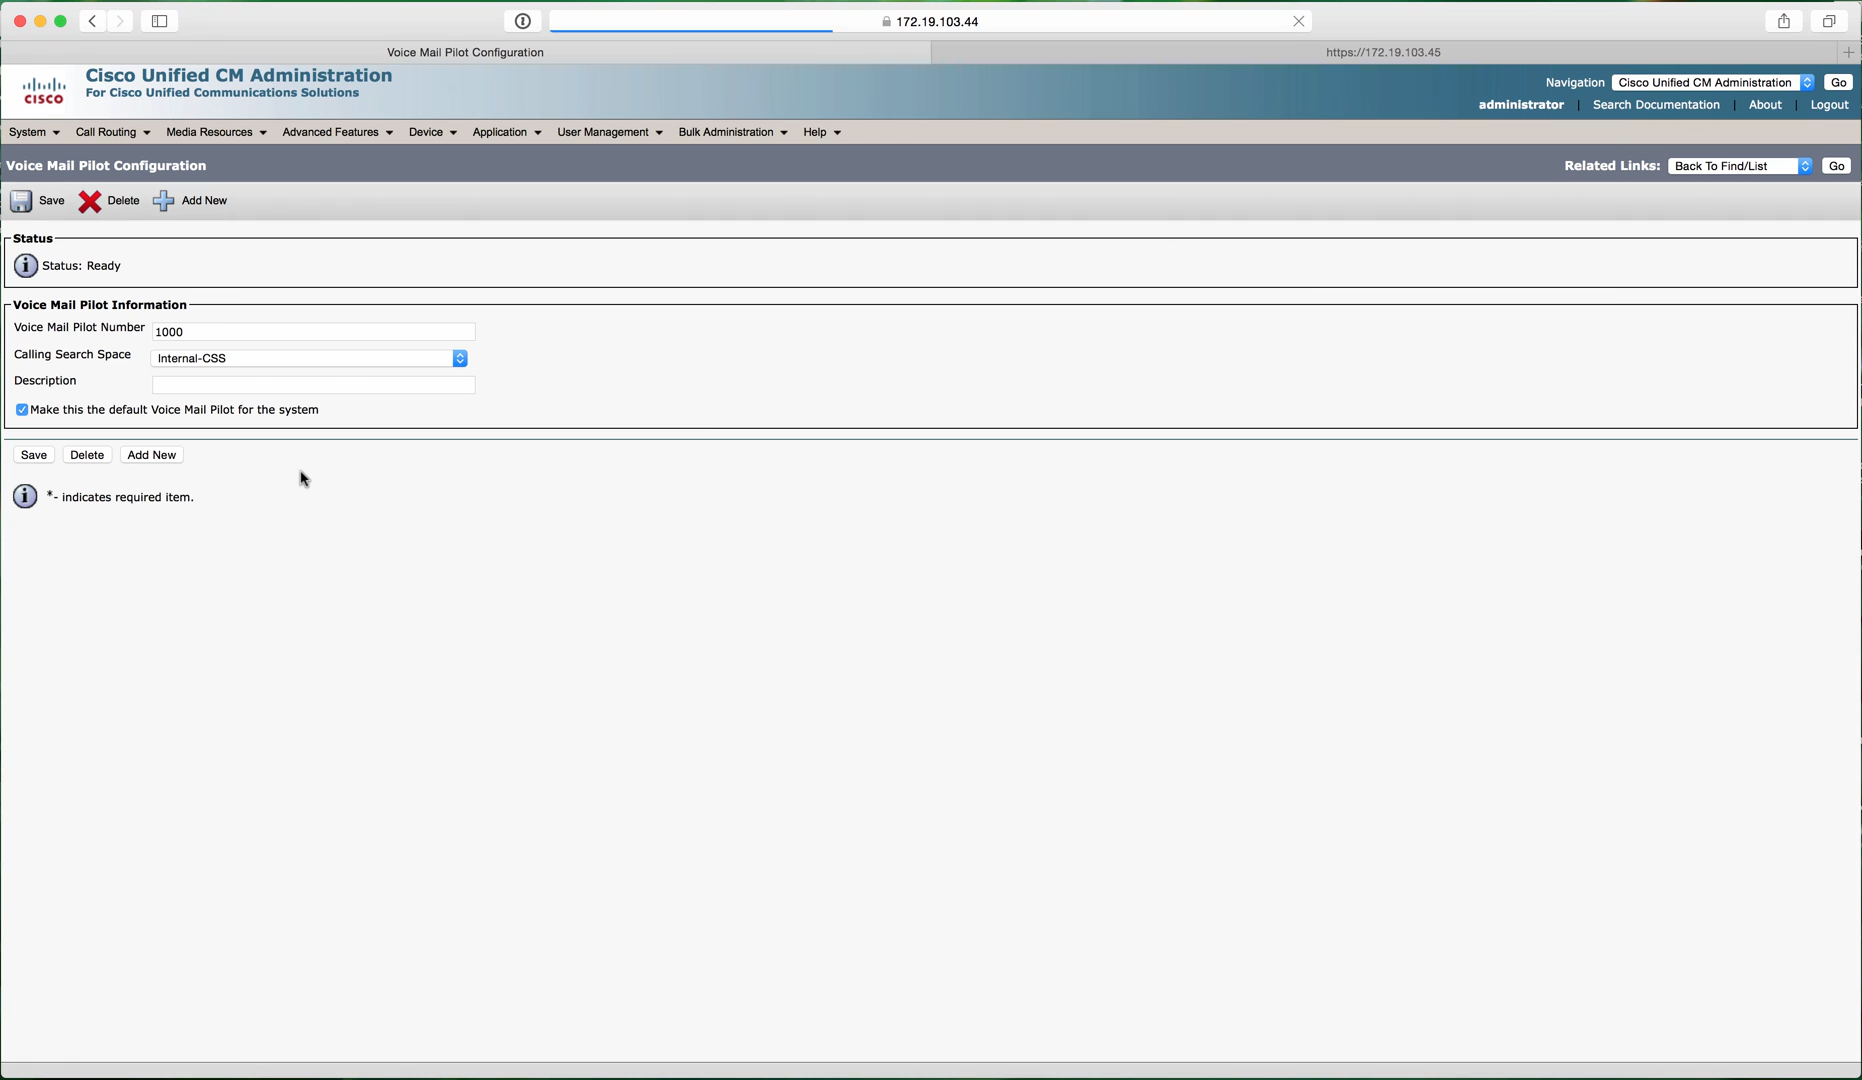 172.19.103.44
Voice Mail Pilot Configuration
https://172.19.103.45
CISCO
Cisco Unified CM Administration
For Cisco Unified Communications Solutions
Navigation Cisco Unified CM Administration Go
administrator | Search Documentation | About | Logout
System Call Routing Media Resources Advanced Features Device Application User Management Bulk Administration Help
Voice Mail Pilot Configuration
Related Links: Back To Find/List Go
Save Delete Add New
Status
Status: Ready
Voice Mail Pilot Information
Voice Mail Pilot Number 1000
Calling Search Space Internal-CSS
Description
Make this the default Voice Mail Pilot for the system
Save Delete Add New
*- indicates required item.